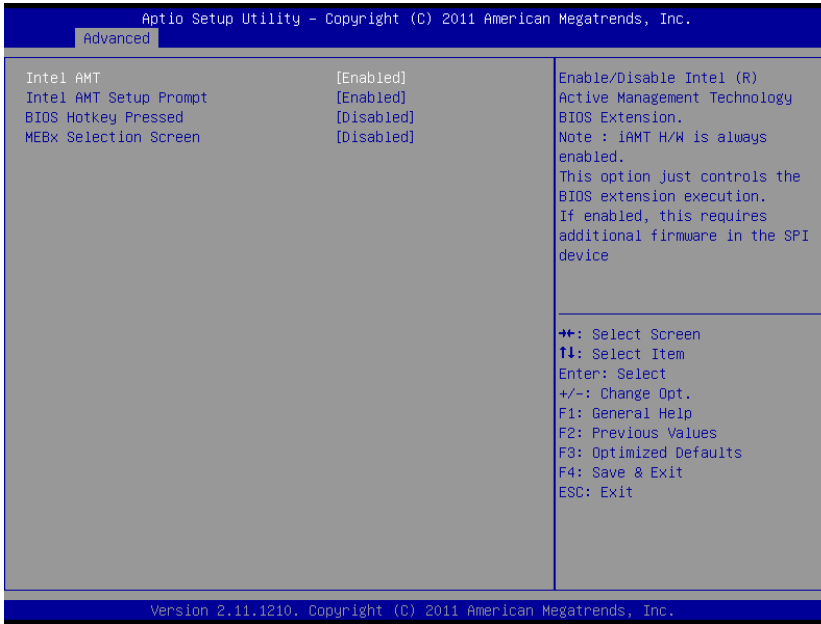 Aptio Setup Utility – Copyright (C) 2011 American Megatrends, Inc.
Advanced
Intel AMT [Enabled]
Intel AMT Setup Prompt [Enabled]
BIOS Hotkey Pressed [Disabled]
MEBx Selection Screen [Disabled]
Enable/Disable Intel (R)
Active Management Technology
BIOS Extension.
Note : iAMT H/W is always
enabled.
This option just controls the
BIOS extension execution.
If enabled, this requires
additional firmware in the SPI
device
→←: Select Screen
↑↓: Select Item
Enter: Select
+/-: Change Opt.
F1: General Help
F2: Previous Values
F3: Optimized Defaults
F4: Save & Exit
ESC: Exit
Version 2.11.1210. Copyright (C) 2011 American Megatrends, Inc.